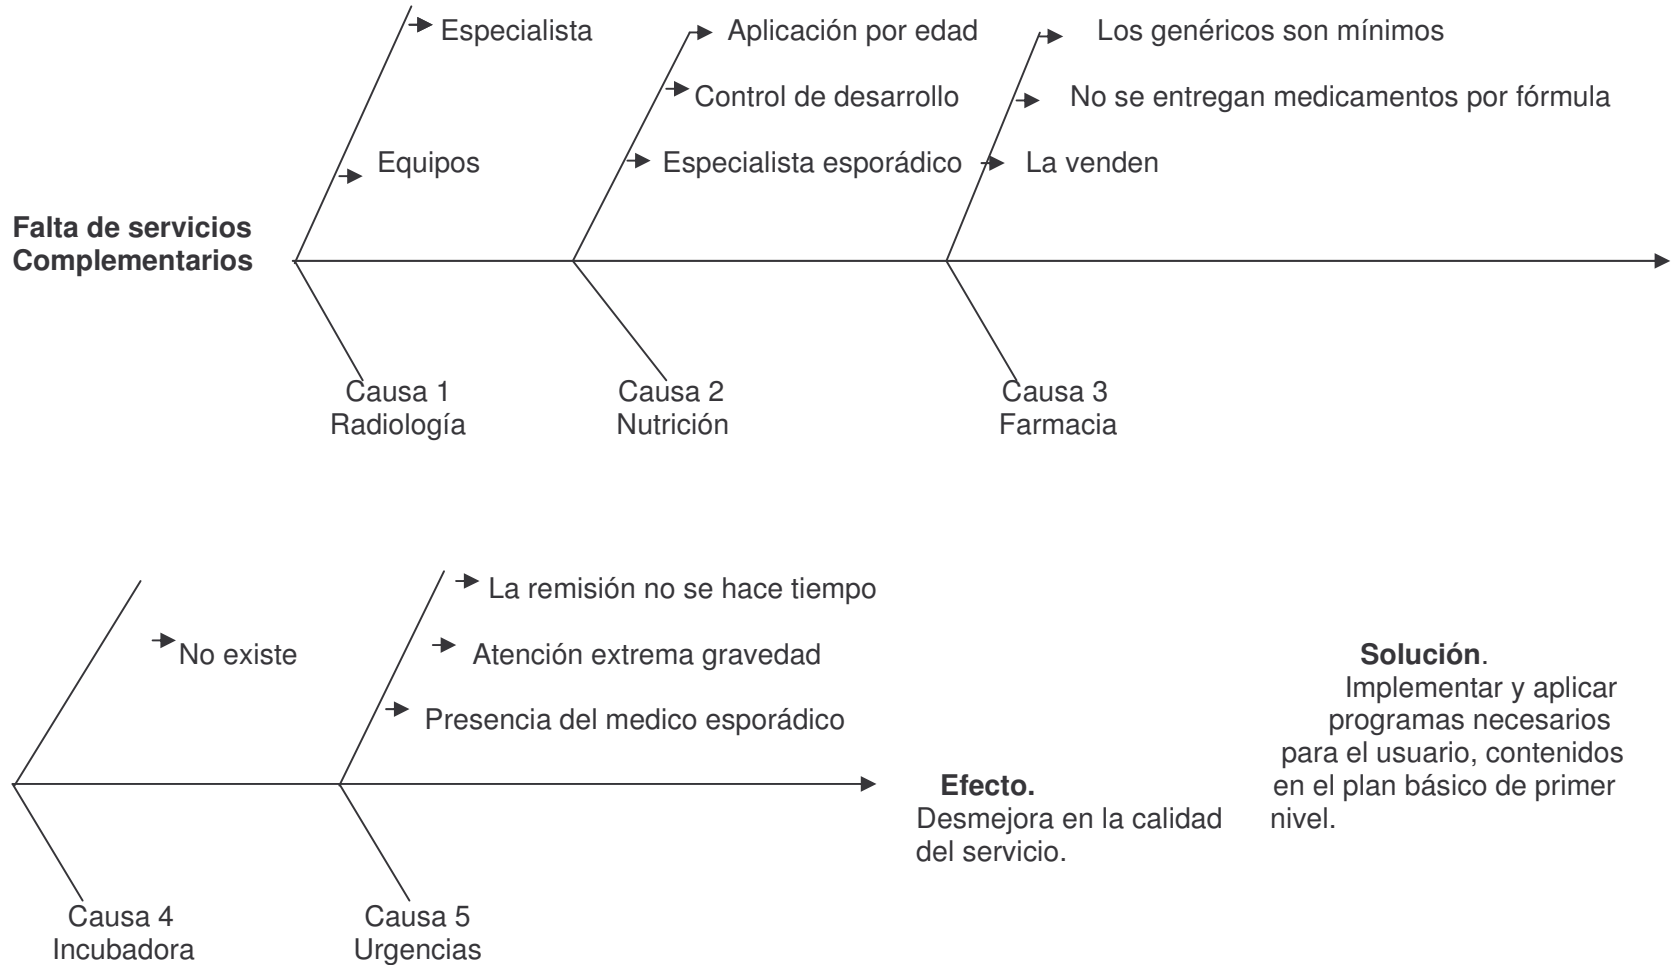 Especialista
Aplicación por edad
Los genéricos son mínimos
Control de desarrollo
No se entregan medicamentos por fórmula
Equipos
Especialista esporádico
La venden
Falta de servicios
Complementarios
Causa 1
Radiología
Causa 2
Nutrición
Causa 3
Farmacia
La remisión no se hace tiempo
No existe
Atención extrema gravedad
Presencia del medico esporádico
Causa 4
Incubadora
Causa 5
Urgencias
Efecto.
Desmejora en la calidad
del servicio.
Solución.
Implementar y aplicar
programas necesarios
para el usuario, contenidos
en el plan básico de primer
nivel.